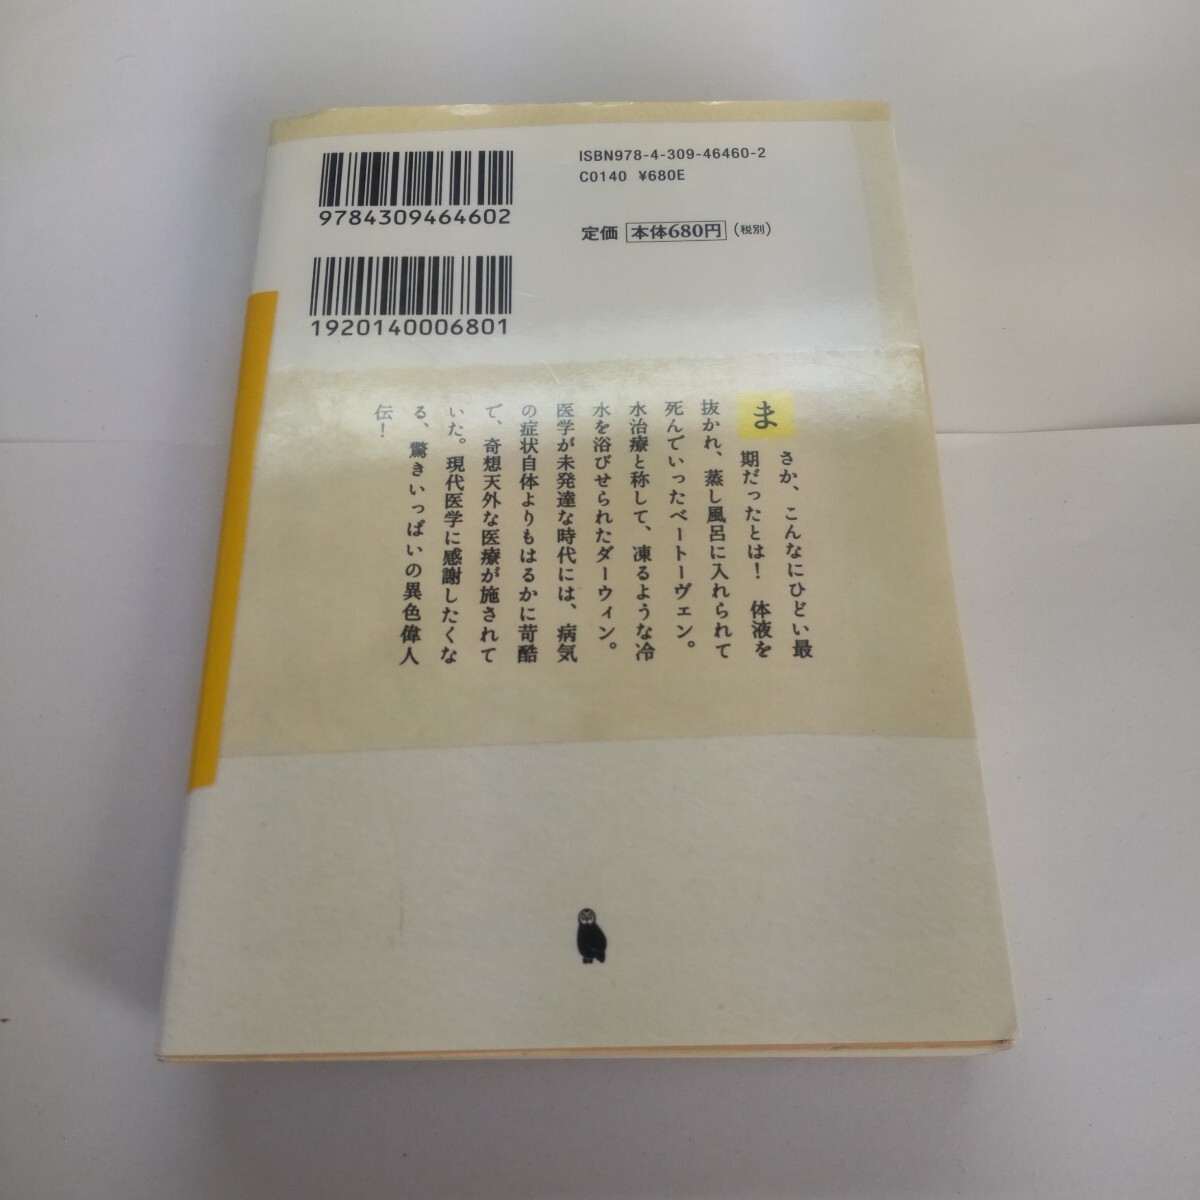 ISBN978-4-309-46460-2
C0140 ¥680E
定価 本体680円(税別)
9784309464602
1920140006801
まさか、こんなにひどい最
期だったとは! 体液を
抜かれ、蒸し風呂に入れられて
死んでいったベートーヴェン。
水治療と称して、凍るような冷
水を浴びせられたダーウィン。
医学が未発達な時代には、病気
の症状自体よりもはるかに苛酷
で、奇想天外な医療が施されて
いた。現代医学に感謝したくな
る、驚きいっぱいの異色偉人
伝!